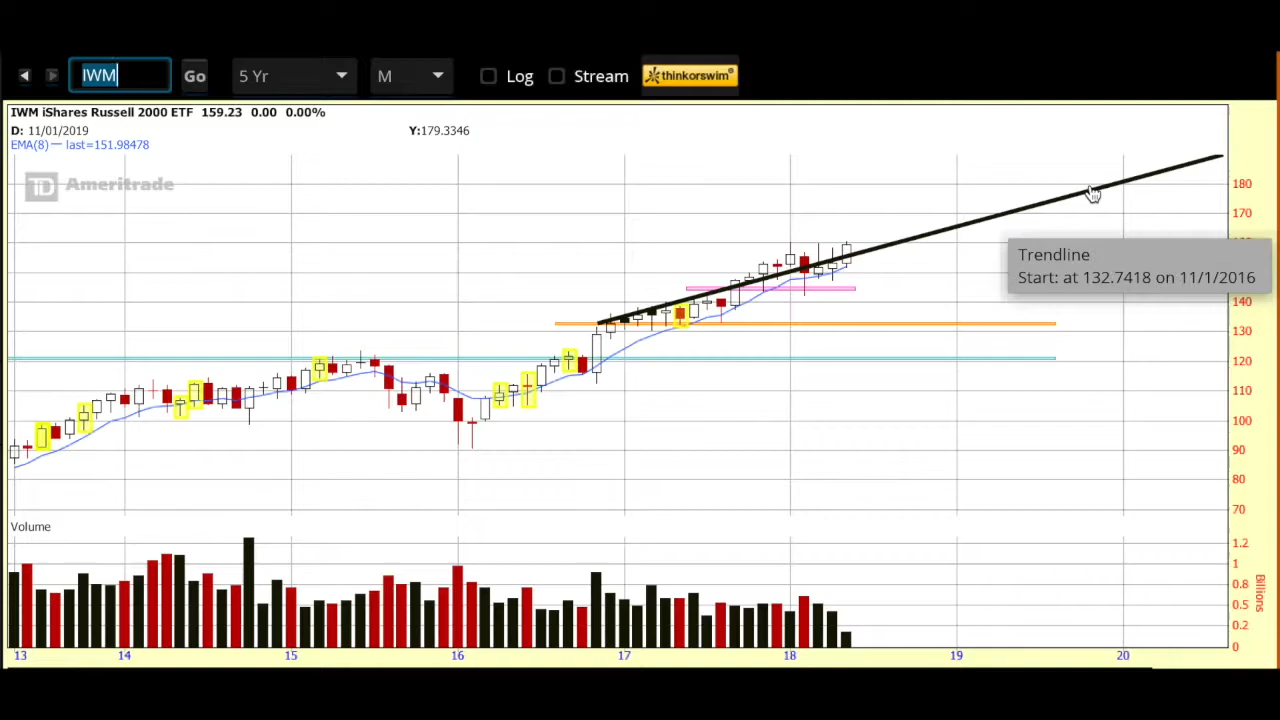 IWM Go 5 Yr M Log Stream thinkorswim
IWM iShares Russell 2000 ETF 159.23 0.00 0.00%
D: 11/01/2019 Y:179.3346
EMA(8) — last=151.98478
TD Ameritrade
180
170
Trendline
Start: at 132.7418 on 11/1/2016
140
130
120
110
100
90
80
70
Volume
1.2
1
0.8
0.5
0.2
0
Billions
13 14 15 16 17 18 19 20